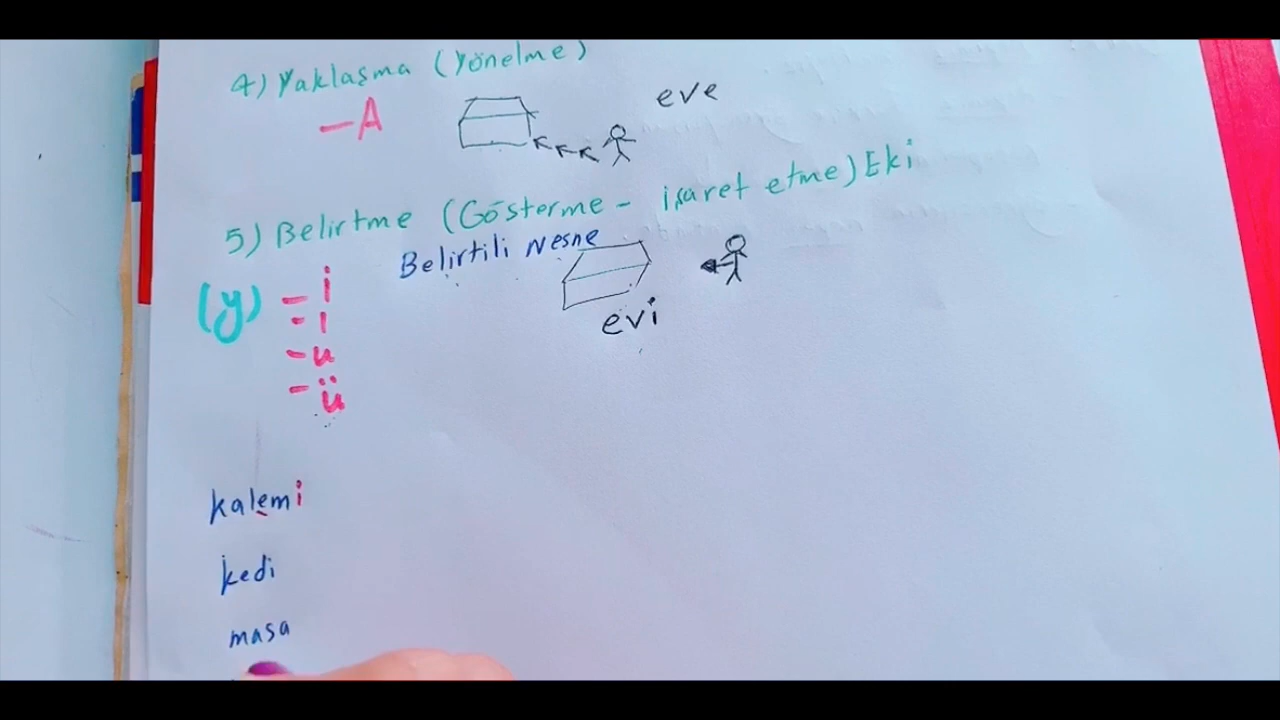 4) Yaklaşma (Yönelme)
-A
eve
5) Belirtme (Gösterme - işaret etme) Eki
Belirtili Nesne
(y) -i
-ı
-u
-ü
evi
kalemi
kedi
masa